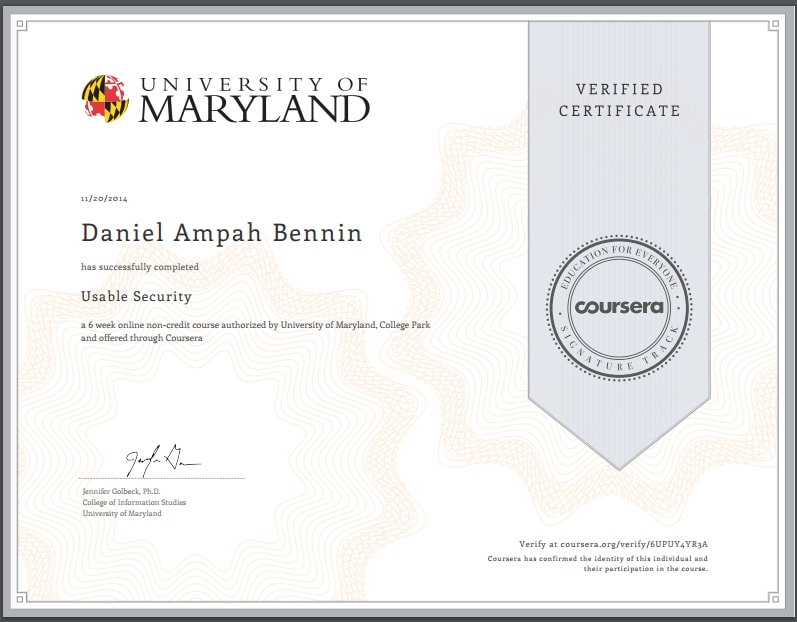 UNIVERSITY OF
MARYLAND
VERIFIED
CERTIFICATE
11/20/2014
Daniel Ampah Bennin
has successfully completed
Usable Security
a 6 week online non-credit course authorized by University of Maryland, College Park
and offered through Coursera
EDUCATION FOR EVERYONE
coursera
SIGNATURE TRACK
Jennifer Golbeck, Ph.D.
College of Information Studies
University of Maryland
Verify at coursera.org/verify/6UPUY4YR3A
Coursera has confirmed the identity of this individual and
their participation in the course.